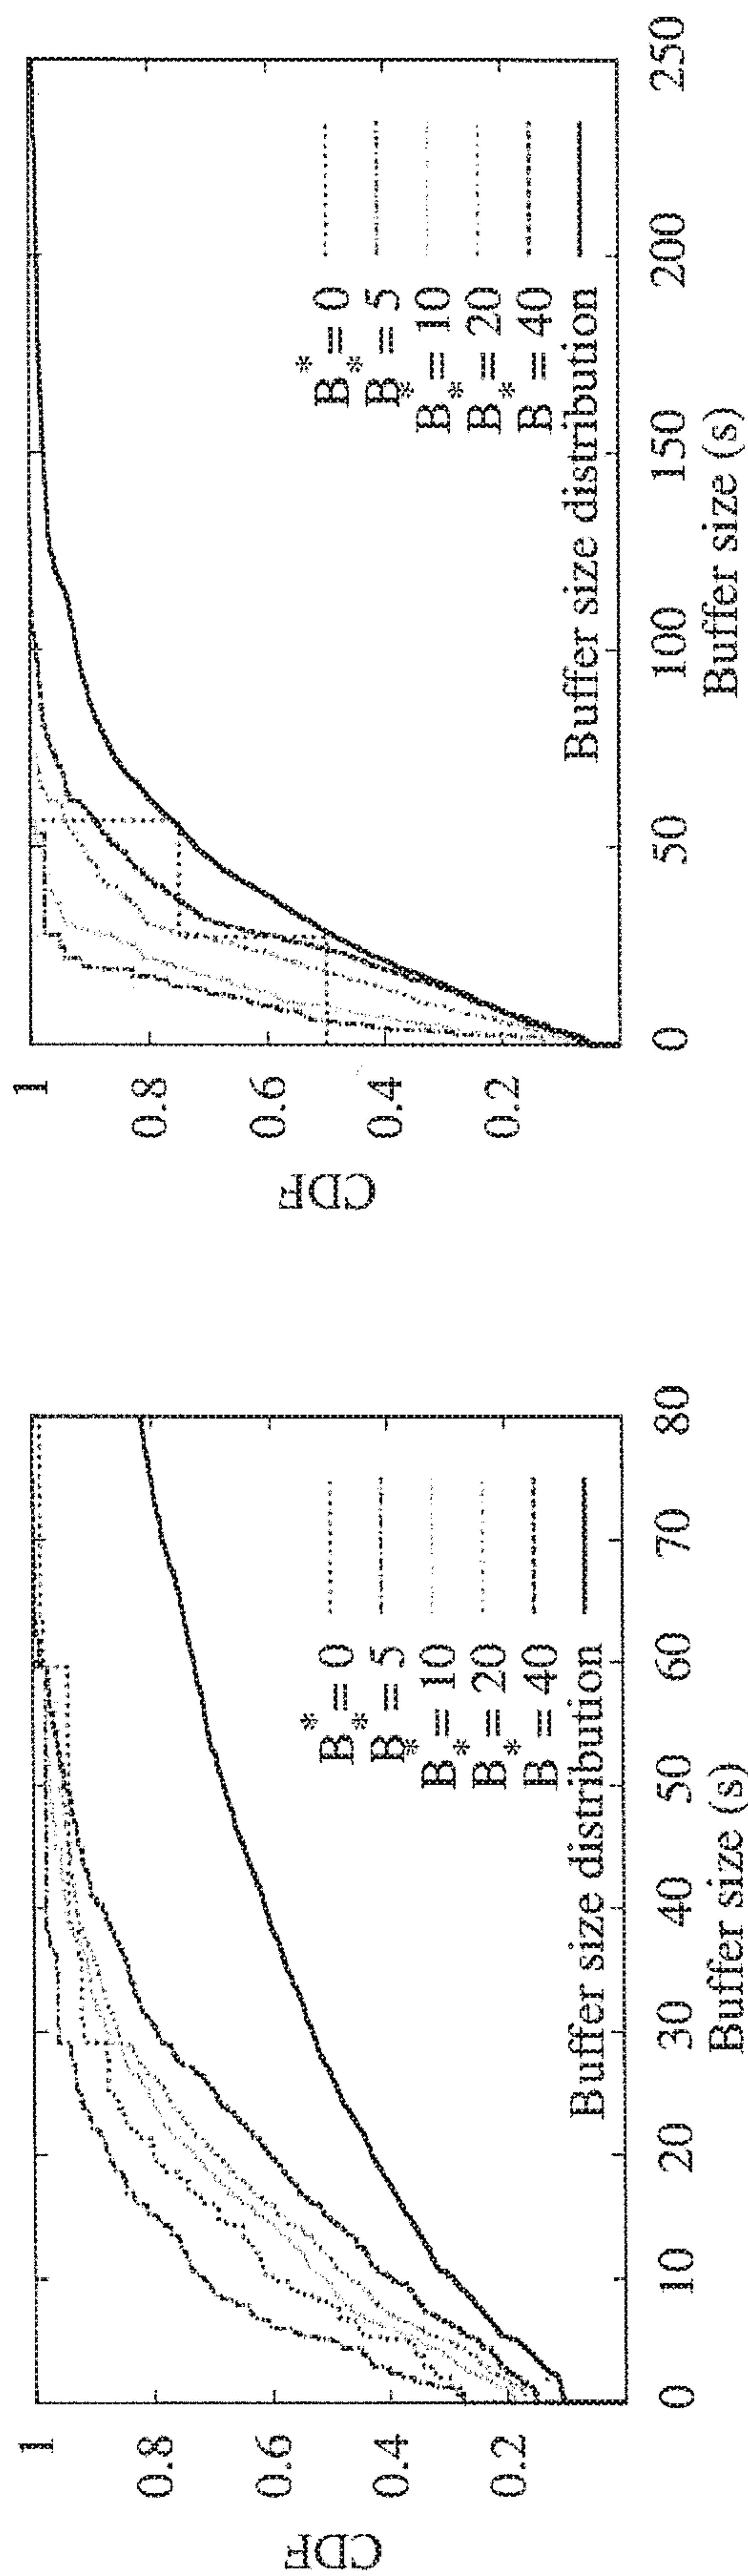 CDF
1
0.8
0.6
0.4
0.2
0 10 20 30 40 50 60 70 80
Buffer size (s)
B* = 0
B* = 5
B* = 10
B* = 20
B* = 40
Buffer size distribution
CDF
1
0.8
0.6
0.4
0.2
0 50 100 150 200 250
Buffer size (s)
B* = 0
B* = 5
B* = 10
B* = 20
B* = 40
Buffer size distribution